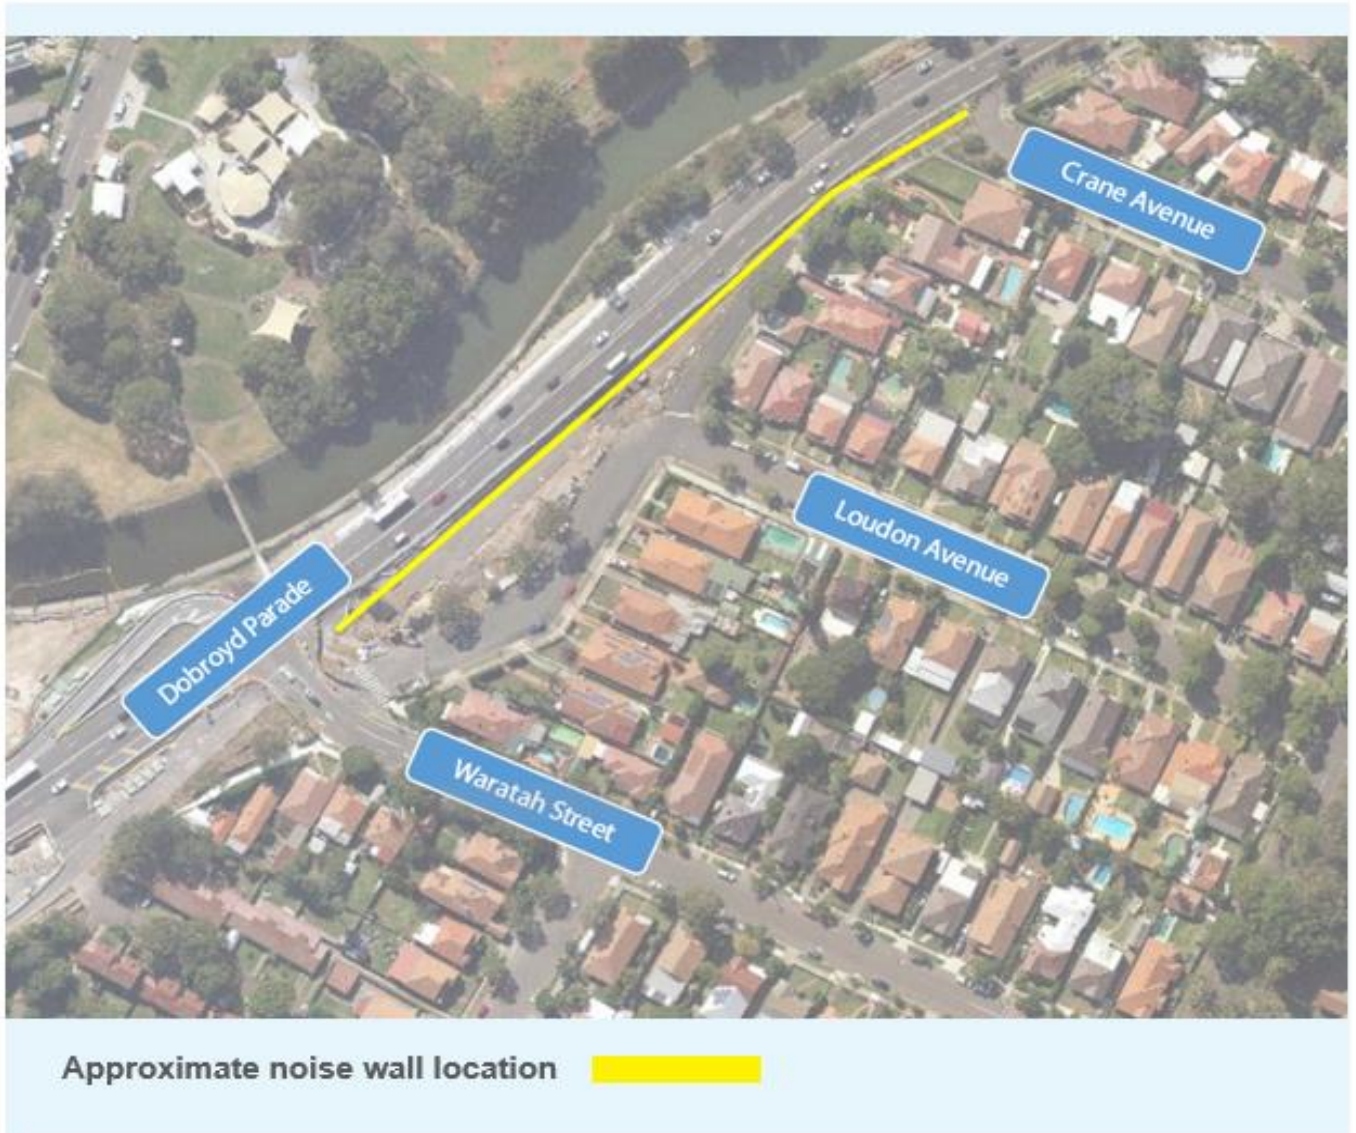 Crane Avenue
Loudon Avenue
Dobroyd Parade
Waratah Street
Approximate noise wall location